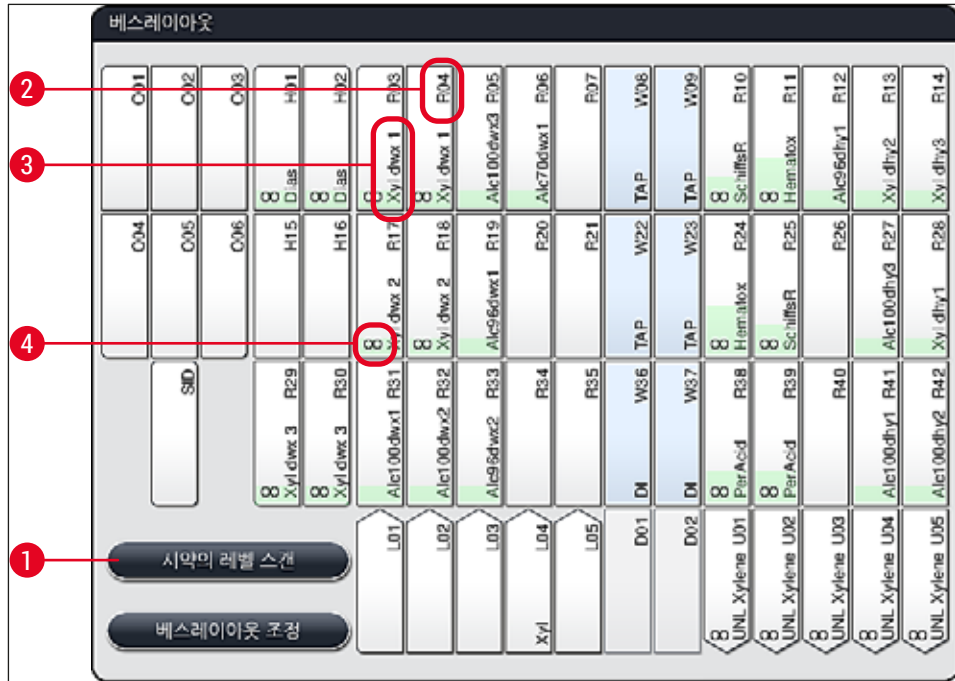 베스레이아웃
O01
O02
O03
H01 Dias
H02 Dias
R03 Xyl dwx 1
R04 Xyl dwx 1
R05 Alc100dwx3
R06 Alc70dwx1
R07
W08 TAP
W09 TAP
R10 SchiffsR
R11 Hematox
R12 Alc96dhy1
R13 Xyl dhy2
R14 Xyl dhy3
O04
O05
O06
H15
H16
R17 Xyl dwx 2
R18 Xyl dwx 2
R19 Alc96dwx1
R20
R21
W22 TAP
W23 TAP
R24 Hematox
R25 SchiffsR
R26
R27 Alc100dhy3
R28 Xyl dhy1
SID
R29 Xyl dwx 3
R30 Xyl dwx 3
R31 Alc100dwx1
R32 Alc100dwx2
R33 Alc96dwx2
R34
R35
W36 DI
W37 DI
R38 PerAcid
R39 PerAcid
R40
R41 Alc100dhy1
R42 Alc100dhy2
L01
L02
L03
L04 Xyl
L05
D01
D02
UNL Xylene U01
UNL Xylene U02
UNL Xylene U03
UNL Xylene U04
UNL Xylene U05
시약의 레벨 스캔
베스레이아웃 조정
1
2
3
4